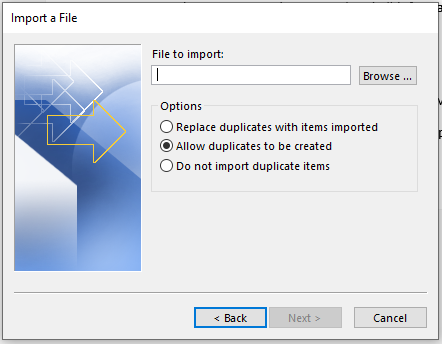 Import a File
File to import:
Browse ...
Options
Replace duplicates with items imported
Allow duplicates to be created
Do not import duplicate items
< Back
Next >
Cancel